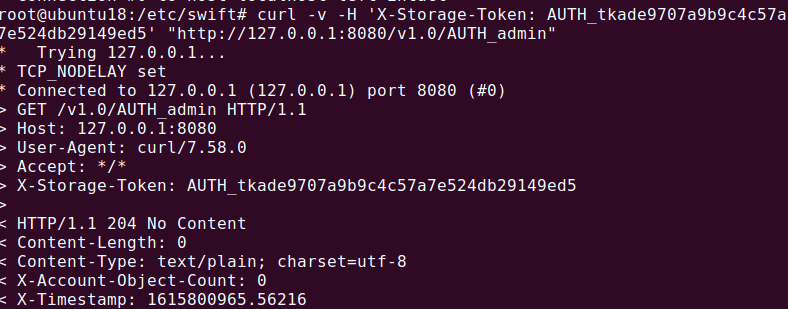 root@ubuntu18:/etc/swift# curl -v -H 'X-Storage-Token: AUTH_tkade9707a9b9c4c57a
7e524db29149ed5' "http://127.0.0.1:8080/v1.0/AUTH_admin"
*   Trying 127.0.0.1...
* TCP_NODELAY set
* Connected to 127.0.0.1 (127.0.0.1) port 8080 (#0)
> GET /v1.0/AUTH_admin HTTP/1.1
> Host: 127.0.0.1:8080
> User-Agent: curl/7.58.0
> Accept: */*
> X-Storage-Token: AUTH_tkade9707a9b9c4c57a7e524db29149ed5
>
< HTTP/1.1 204 No Content
< Content-Length: 0
< Content-Type: text/plain; charset=utf-8
< X-Account-Object-Count: 0
< X-Timestamp: 1615800965.56216